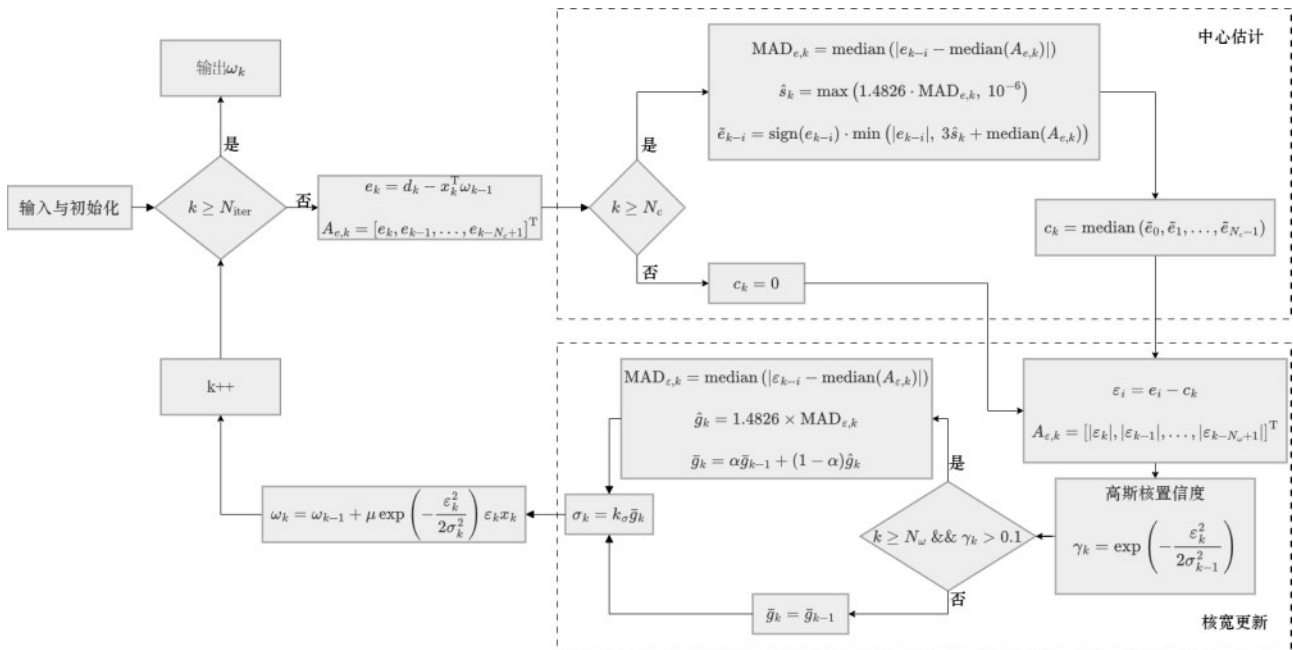 输入与初始化
k ≥ N_iter
是
输出ω_k
否
e_k = d_k − x_k^T ω_{k−1}
A_{e,k} = [e_k, e_{k−1}, …, e_{k−N_c+1}]^T
中心估计
k ≥ N_c
是
MAD_{e,k} = median (|e_{k−i} − median(A_{e,k})|)
ŝ_k = max (1.4826 · MAD_{e,k}, 10^{−6})
ẽ_{k−i} = sign(e_{k−i}) · min (|e_{k−i}|, 3ŝ_k + median(A_{e,k}))
c_k = median (ẽ_0, ẽ_1, …, ẽ_{N_c−1})
否
c_k = 0
ε_i = e_i − c_k
A_{ε,k} = [|ε_k|, |ε_{k−1}|, …, |ε_{k−N_ω+1}|]^T
高斯核置信度
γ_k = exp (−ε_k^2 / 2σ_{k−1}^2)
k ≥ N_ω && γ_k > 0.1
是
MAD_{ε,k} = median (|ε_{k−i} − median(A_{ε,k})|)
ĝ_k = 1.4826 × MAD_{ε,k}
ḡ_k = αḡ_{k−1} + (1 − α)ĝ_k
否
ḡ_k = ḡ_{k−1}
σ_k = k_σ ḡ_k
核宽更新
ω_k = ω_{k−1} + μ exp (−ε_k^2 / 2σ_k^2) ε_k x_k
k++